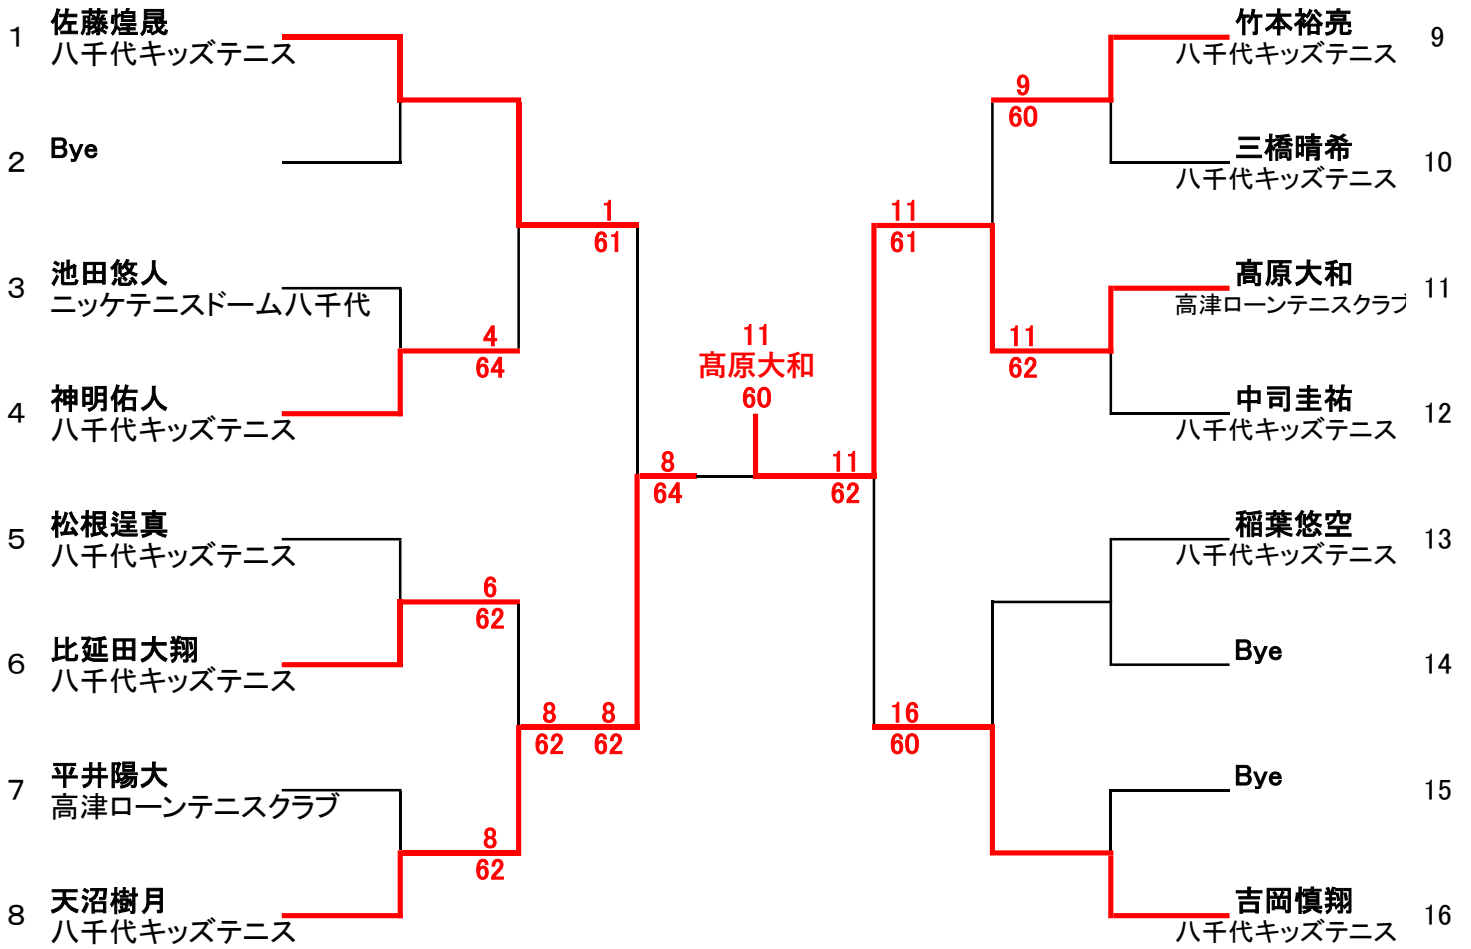 1 佐藤煌晟
八千代キッズテニス
2 Bye
3 池田悠人
ニッケテニスドーム八千代
4 神明佑人
八千代キッズテニス
5 松根逞真
八千代キッズテニス
6 比延田大翔
八千代キッズテニス
7 平井陽大
高津ローンテニスクラブ
8 天沼樹月
八千代キッズテニス
1
61
4
64
6
62
8
62
8
62
8
62
8
64
11
髙原大和
60
11
62
11
61
16
60
9
60
11
62
竹本裕亮 9
八千代キッズテニス
三橋晴希 10
八千代キッズテニス
髙原大和 11
高津ローンテニスクラブ
中司圭祐 12
八千代キッズテニス
稲葉悠空 13
八千代キッズテニス
Bye 14
Bye 15
吉岡慎翔 16
八千代キッズテニス